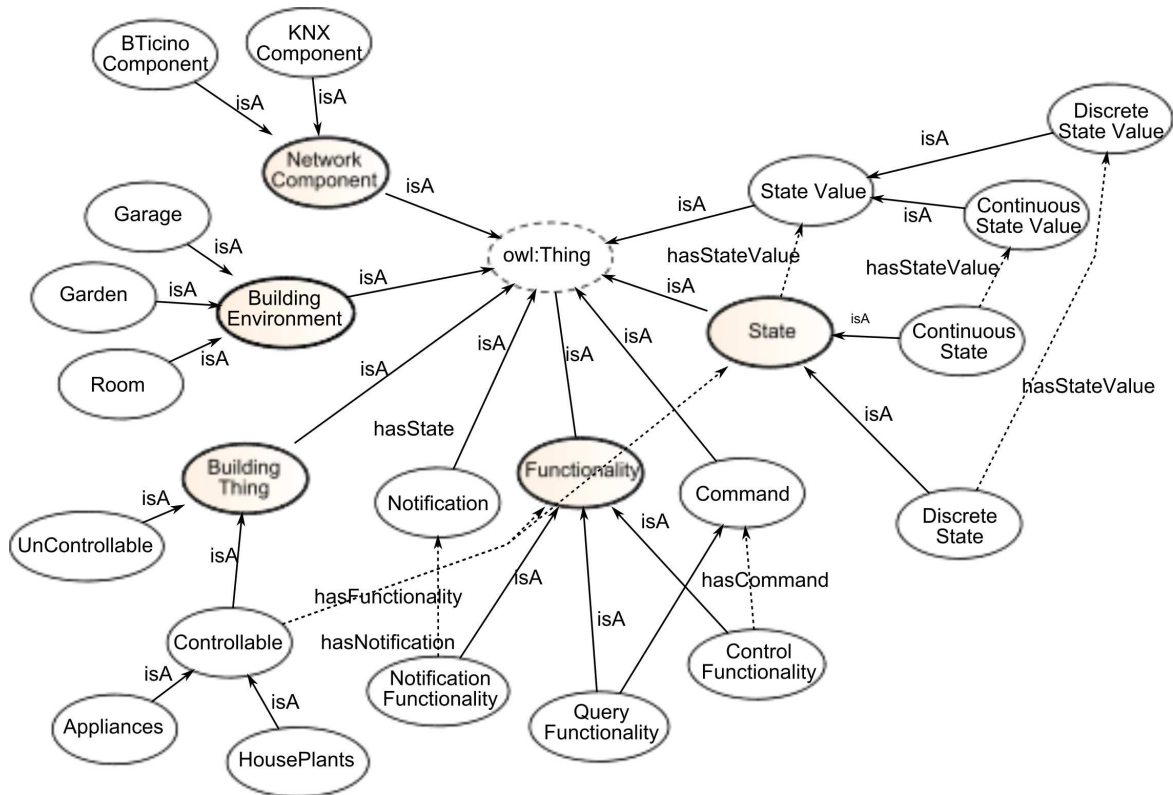 BTicino
Component
KNX
Component
isA
isA
Network
Component
isA
Discrete
State Value
isA
State Value
isA
isA
Continuous
State Value
Garage
isA
Garden
isA
Building
Environment
isA
isA
Room
owl:Thing
hasStateValue
hasStateValue
isA
State
isA
Continuous
State
hasStateValue
isA
isA
isA
isA
isA
hasState
Building
Thing
Notification
Functionality
Command
Discrete
State
isA
UnControllable
isA
isA
isA
hasFunctionality
hasCommand
hasNotification
isA
Controllable
isA
isA
Appliances
HousePlants
Notification
Functionality
Query
Functionality
Control
Functionality